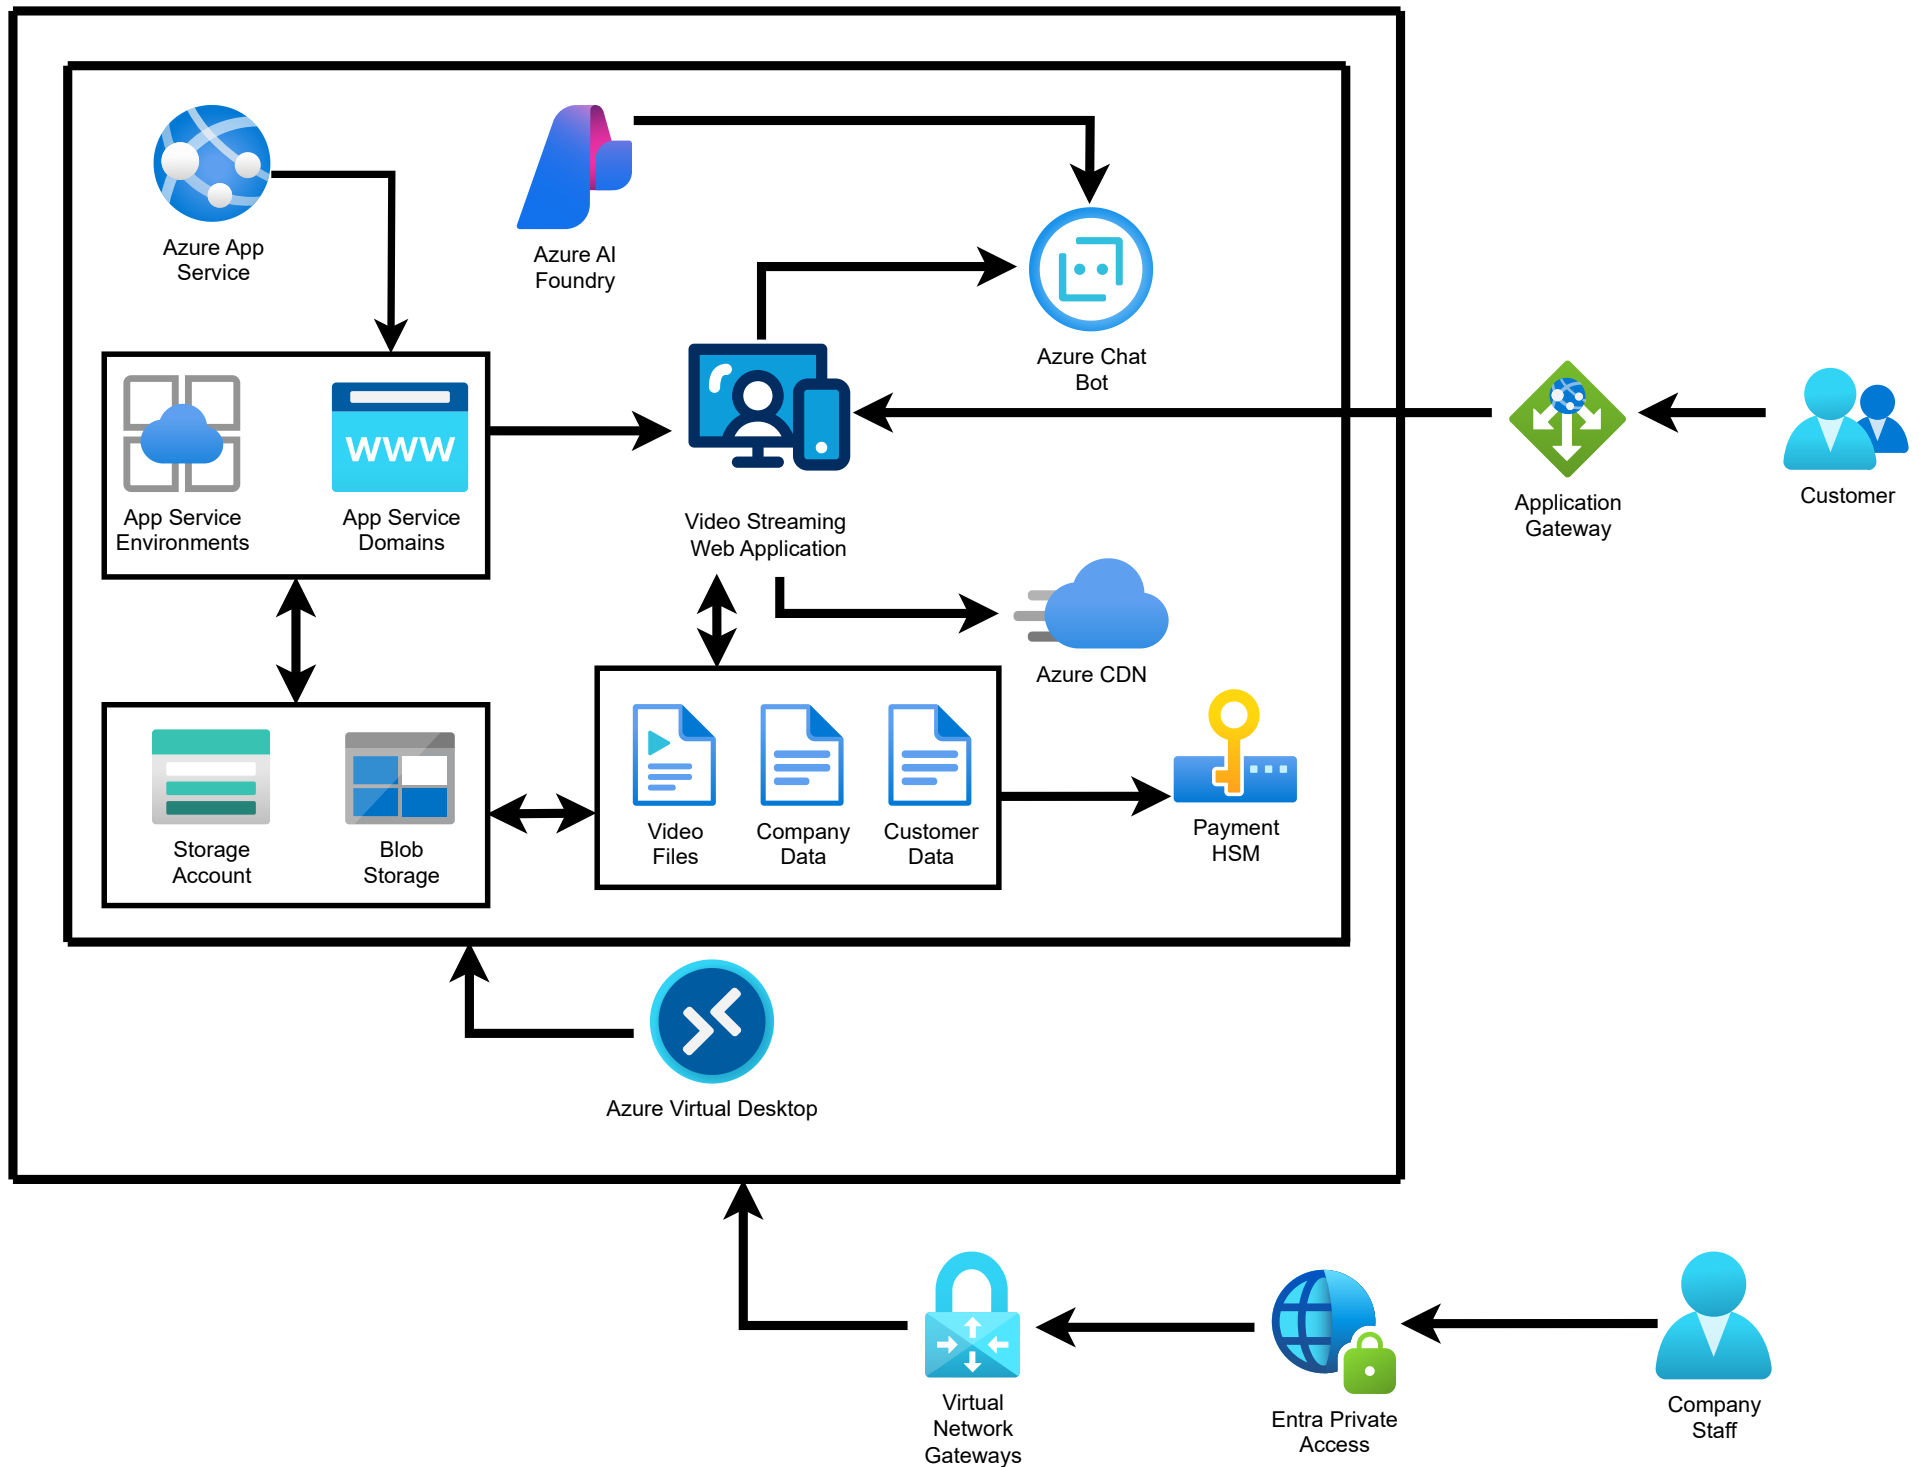 Azure App
Service
Azure AI
Foundry
Azure Chat
Bot
App Service
Environments
www
App Service
Domains
Video Streaming
Web Application
Application
Gateway
Customer
Azure CDN
Storage
Account
Blob
Storage
Video
Files
Company
Data
Customer
Data
Payment
HSM
Azure Virtual Desktop
Virtual
Network
Gateways
Entra Private
Access
Company
Staff